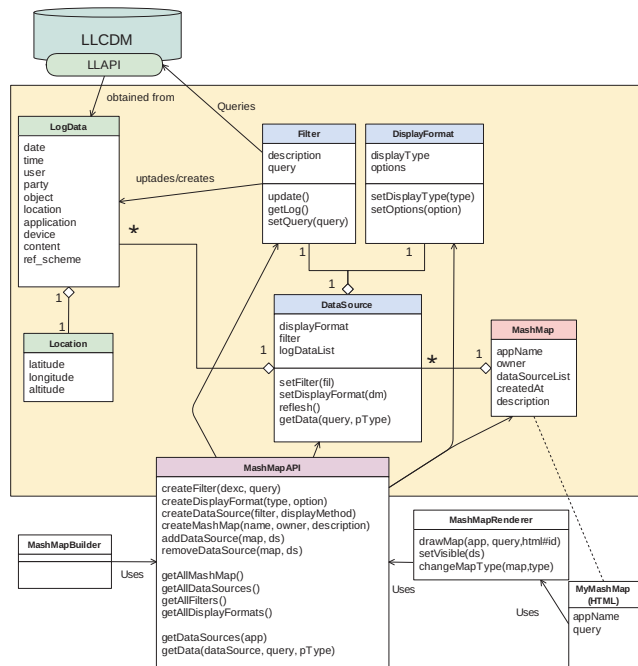 LLCDM
LLAPI
obtained from
Queries
LogData
date
time
user
party
object
location
application
device
content
ref_scheme
Filter
description
query
update()
getLog()
setQuery(query)
DisplayFormat
displayType
options
setDisplayType(type)
setOptions(option)
uptades/creates
*
1
1
1
1
1
Location
latitude
longitude
altitude
DataSource
displayFormat
filter
logDataList
setFilter(fil)
setDisplayFormat(dm)
reflesh()
getData(query, pType)
1
*
1
MashMap
appName
owner
dataSourceList
createdAt
description
MashMapAPI
createFilter(dexc, query)
createDisplayFormat(type, option)
createDataSource(filter, displayMethod)
createMashMap(name, owner, description)
addDataSource(map, ds)
removeDataSource(map, ds)
getAllMashMap()
getAllDataSources()
getAllFilters()
getAllDisplayFormats()
getDataSources(app)
getData(dataSource, query, pType)
MashMapBuilder
Uses
MashMapRenderer
drawMap(app, query,html#id)
setVisible(ds)
changeMapType(map,type)
Uses
Uses
MyMashMap
(HTML)
appName
query